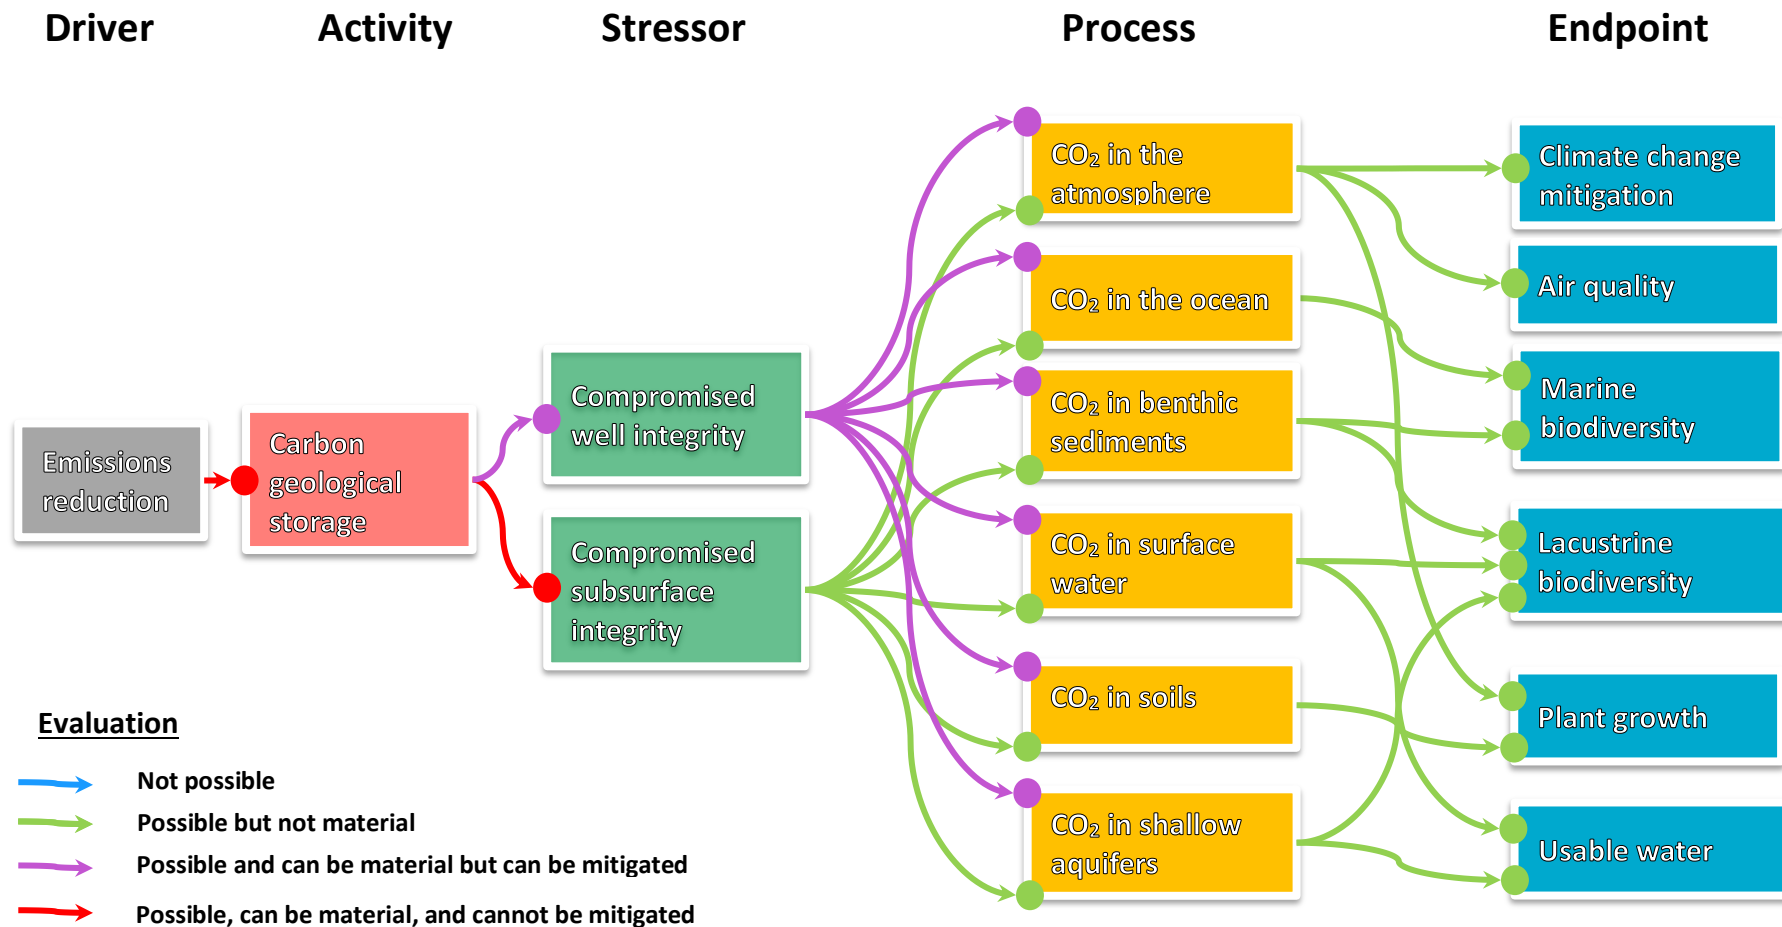 Driver
Activity
Stressor
Process
Endpoint
Emissions
reduction
Carbon
geological
storage
Compromised
well integrity
Compromised
subsurface
integrity
CO₂ in the
atmosphere
CO₂ in the ocean
CO₂ in benthic
sediments
CO₂ in surface
water
CO₂ in soils
CO₂ in shallow
aquifers
Climate change
mitigation
Air quality
Marine
biodiversity
Lacustrine
biodiversity
Plant growth
Usable water
Evaluation
Not possible
Possible but not material
Possible and can be material but can be mitigated
Possible, can be material, and cannot be mitigated